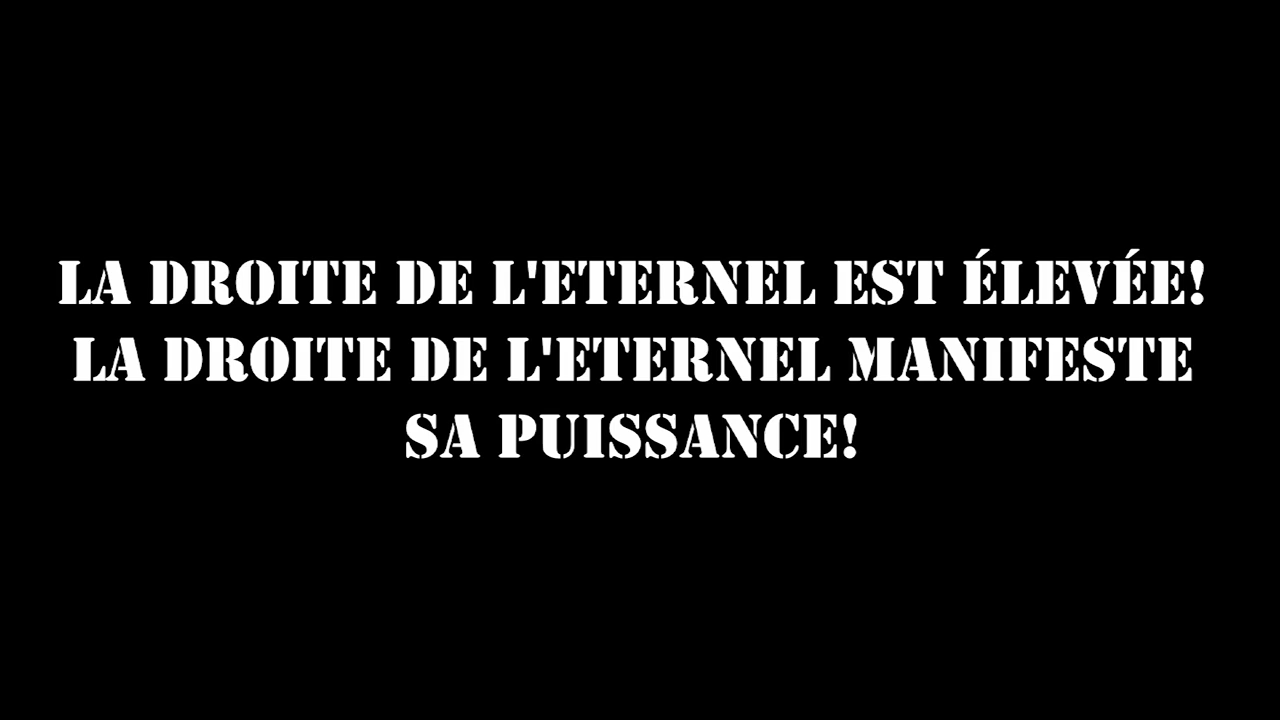 LA DROITE DE L'ETERNEL EST ÉLEVÉE!
LA DROITE DE L'ETERNEL MANIFESTE
SA PUISSANCE!